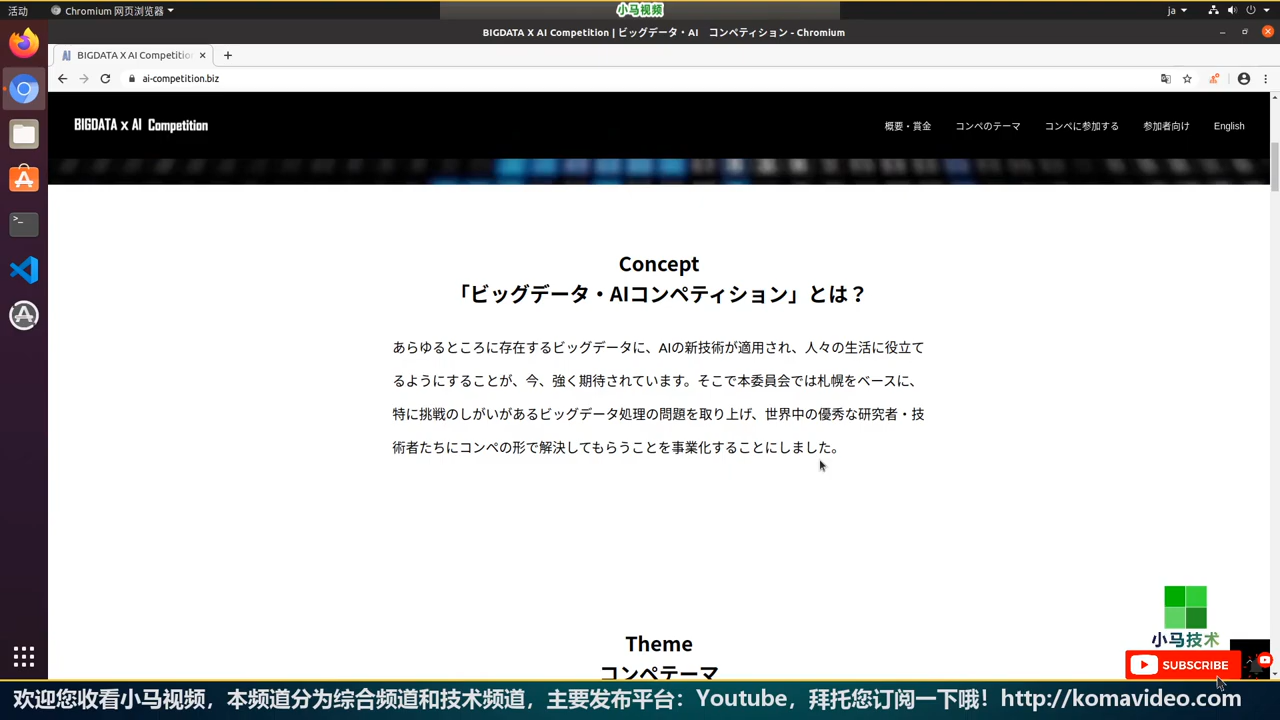 活动
Chromium 网页浏览器
小马视频
ja
BIGDATA X AI Competition | ビッグデータ・AI　コンペティション - Chromium
BIGDATA X AI Competitio
ai-competition.biz
BIGDATA x AI Competition
概要・賞金
コンペのテーマ
コンペに参加する
参加者向け
English
Concept
「ビッグデータ・AIコンペティション」とは？
あらゆるところに存在するビッグデータに、AIの新技術が適用され、人々の生活に役立て
るようにすることが、今、強く期待されています。そこで本委員会では札幌をベースに、
特に挑戦のしがいがあるビッグデータ処理の問題を取り上げ、世界中の優秀な研究者・技
術者たちにコンペの形で解決してもらうことを事業化することにしました。
Theme
コンペテーマ
小马技术
SUBSCRIBE
欢迎您收看小马视频，本频道分为综合频道和技术频道，主要发布平台：Youtube，拜托您订阅一下哦！http://komavideo.com